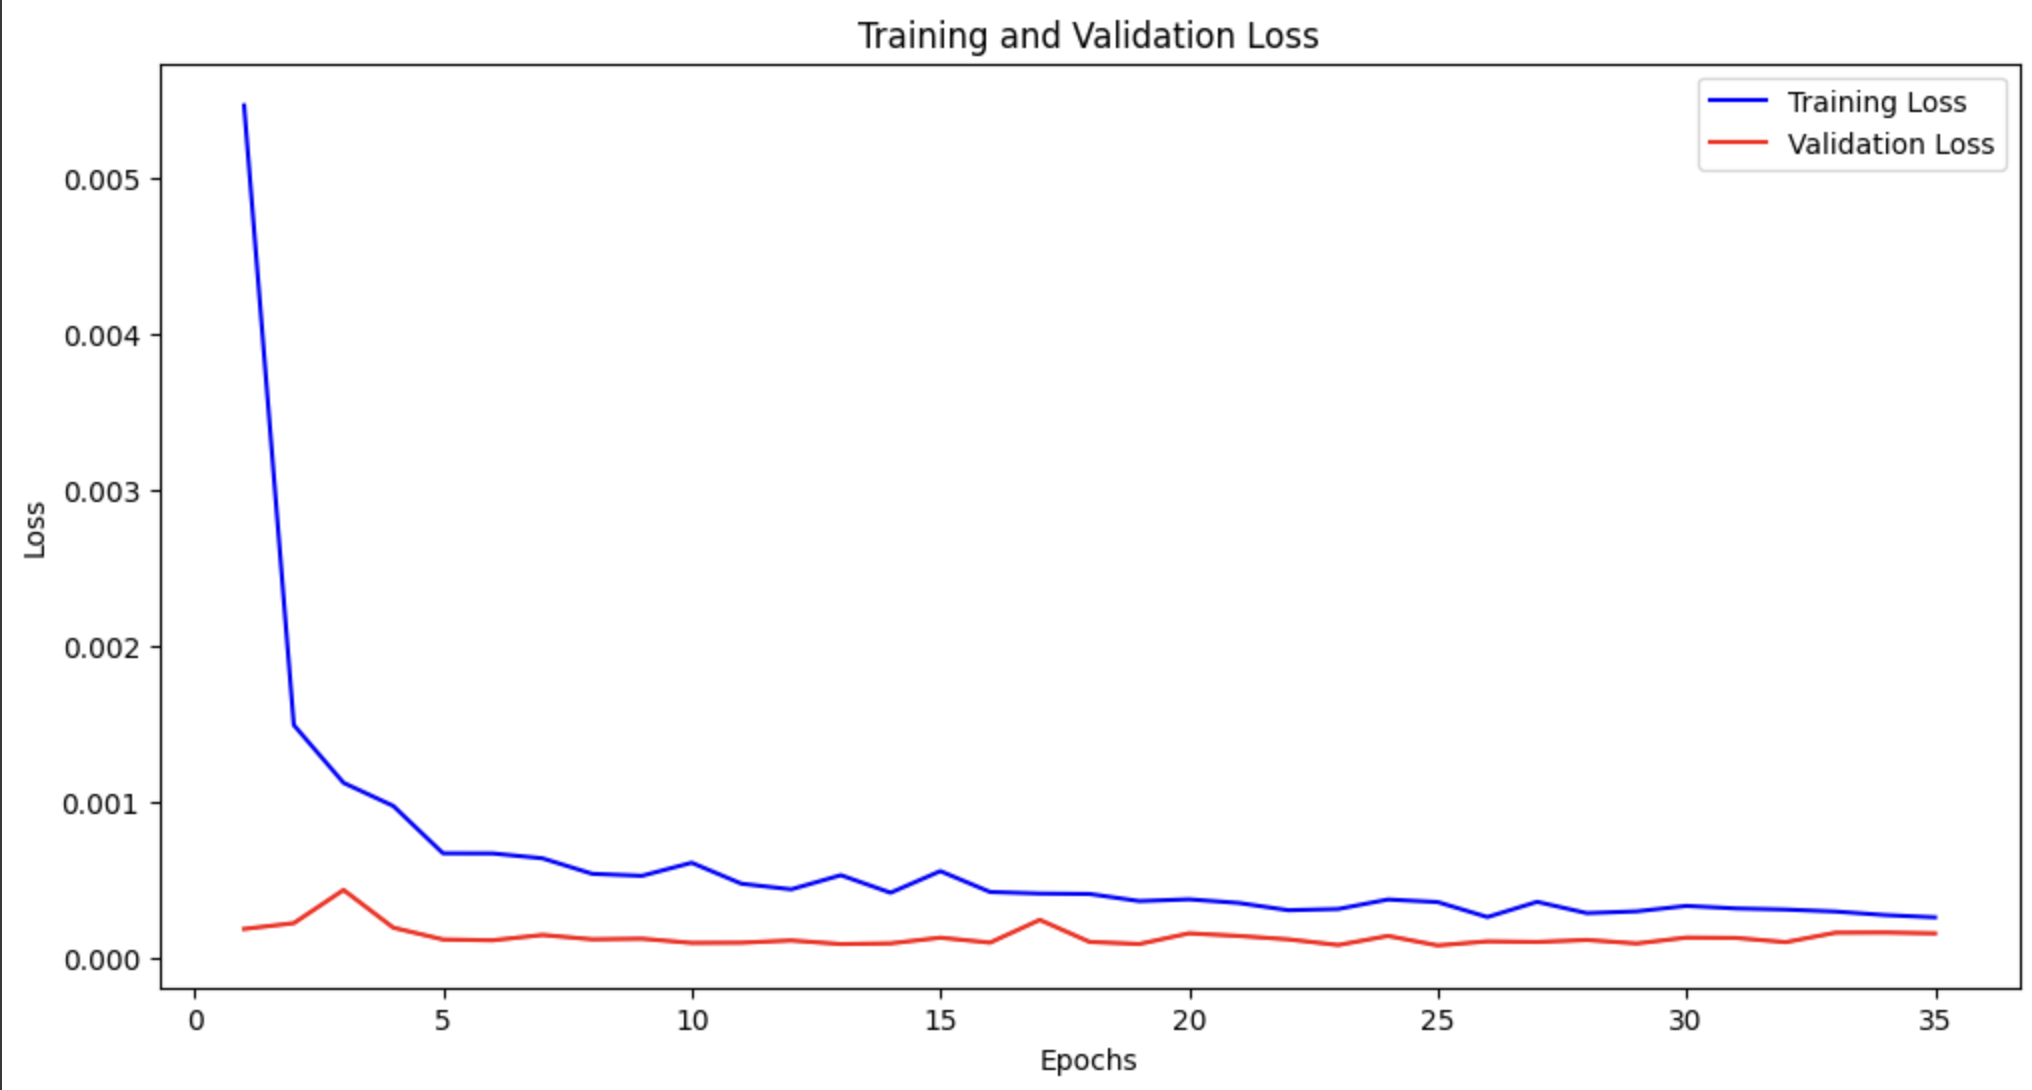 Training and Validation Loss
Training Loss
Validation Loss
Loss
0.005
0.004
0.003
0.002
0.001
0.000
0 5 10 15 20 25 30 35
Epochs